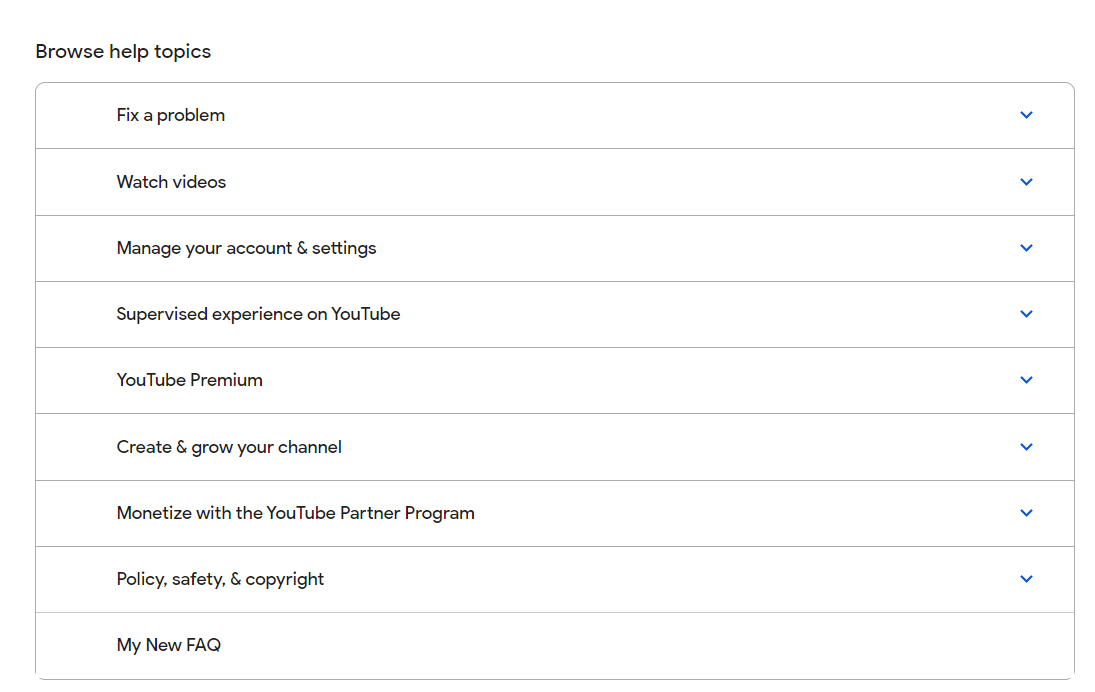 Browse help topics
Fix a problem
Watch videos
Manage your account & settings
Supervised experience on YouTube
YouTube Premium
Create & grow your channel
Monetize with the YouTube Partner Program
Policy, safety, & copyright
My New FAQ